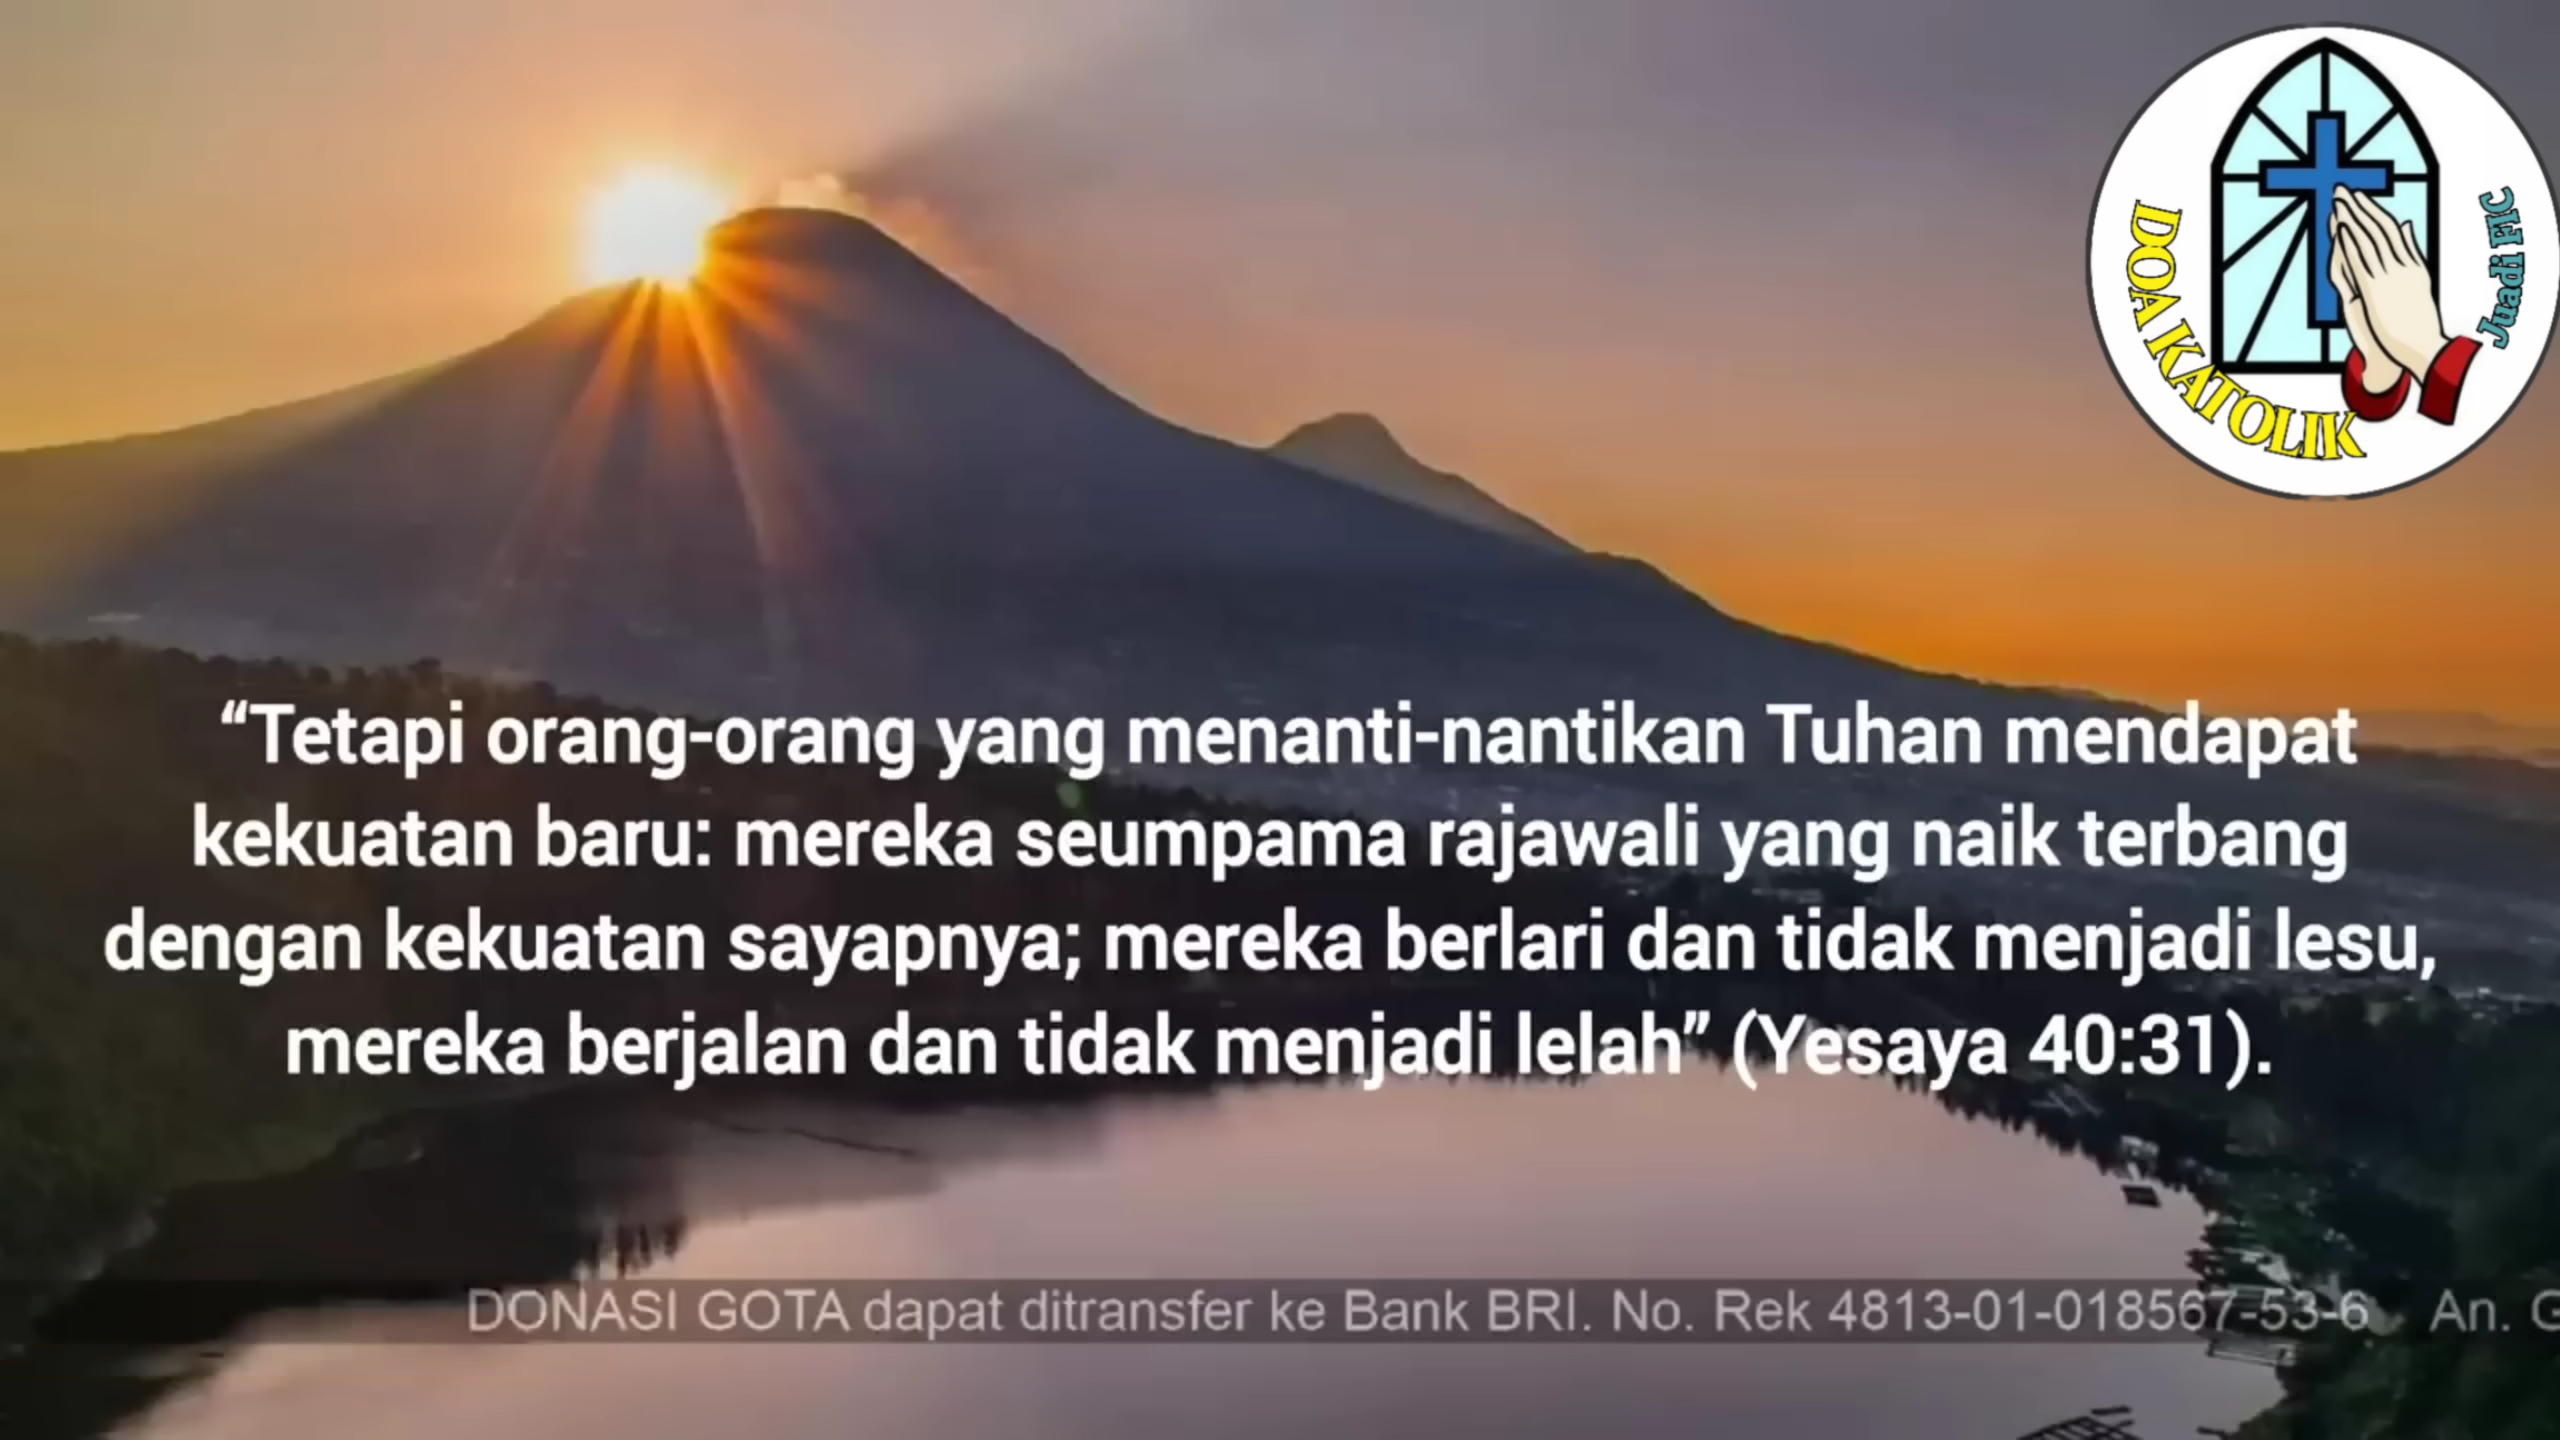 DOA KATOLIK
Juadi FIC
“Tetapi orang-orang yang menanti-nantikan Tuhan mendapat
kekuatan baru: mereka seumpama rajawali yang naik terbang
dengan kekuatan sayapnya; mereka berlari dan tidak menjadi lesu,
mereka berjalan dan tidak menjadi lelah” (Yesaya 40:31).
DONASI GOTA dapat ditransfer ke Bank BRI. No. Rek 4813-01-018567-53-6 An. G